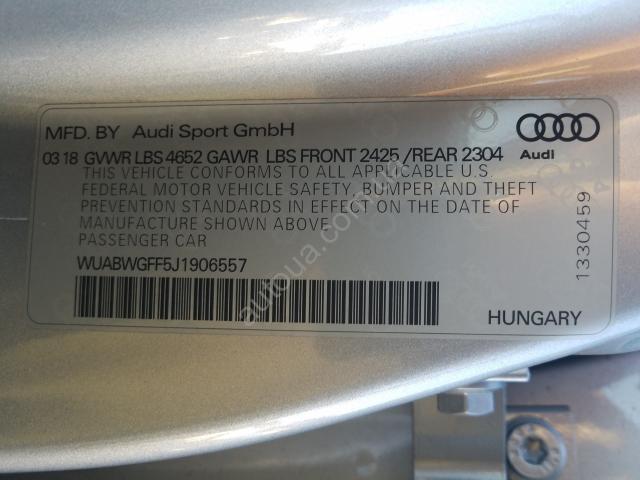 MFD. BY Audi Sport GmbH
Audi
03 18 GVWR LBS 4652 GAWR LBS FRONT 2425 /REAR 2304
THIS VEHICLE CONFORMS TO ALL APPLICABLE U.S.
FEDERAL MOTOR VEHICLE SAFETY, BUMPER AND THEFT
PREVENTION STANDARDS IN EFFECT ON THE DATE OF
MANUFACTURE SHOWN ABOVE
PASSENGER CAR
WUABWGFF5J1906557
1330459
HUNGARY